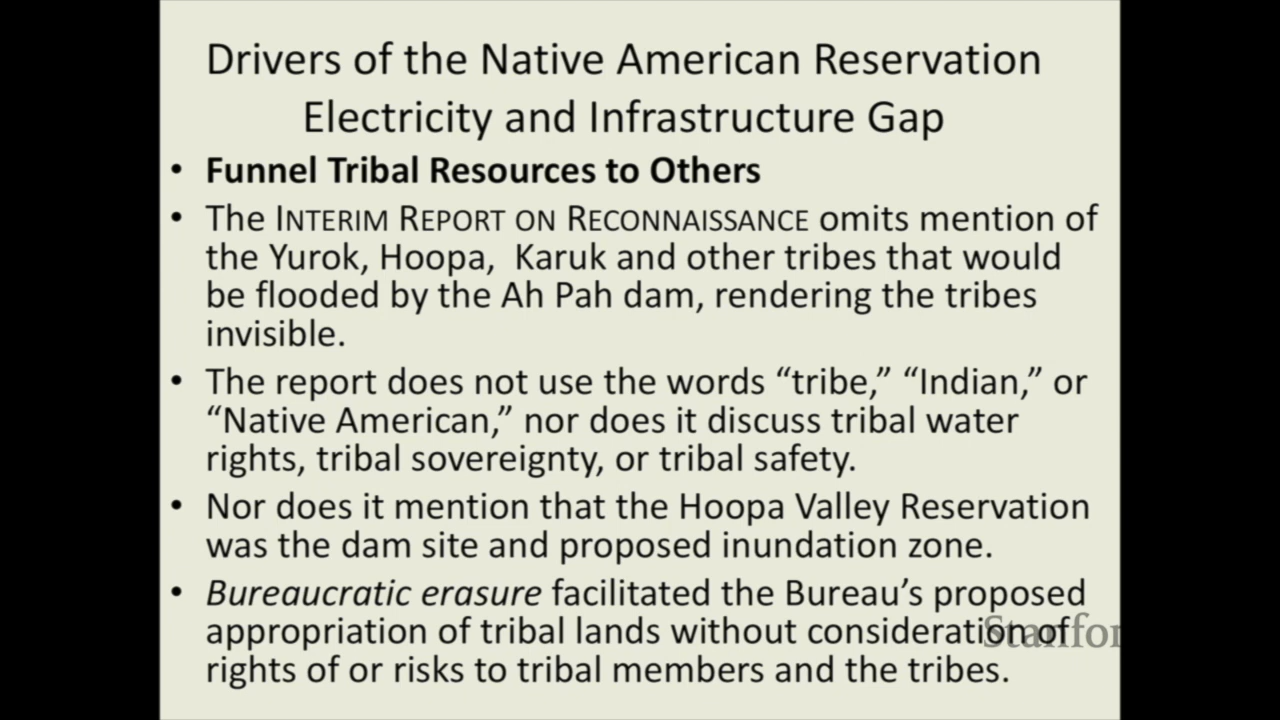 Drivers of the Native American Reservation
Electricity and Infrastructure Gap
• Funnel Tribal Resources to Others
• The INTERIM REPORT ON RECONNAISSANCE omits mention of
the Yurok, Hoopa, Karuk and other tribes that would
be flooded by the Ah Pah dam, rendering the tribes
invisible.
• The report does not use the words “tribe,” “Indian,” or
“Native American,” nor does it discuss tribal water
rights, tribal sovereignty, or tribal safety.
• Nor does it mention that the Hoopa Valley Reservation
was the dam site and proposed inundation zone.
• Bureaucratic erasure facilitated the Bureau’s proposed
appropriation of tribal lands without consideration of
rights of or risks to tribal members and the tribes.
Stanfor